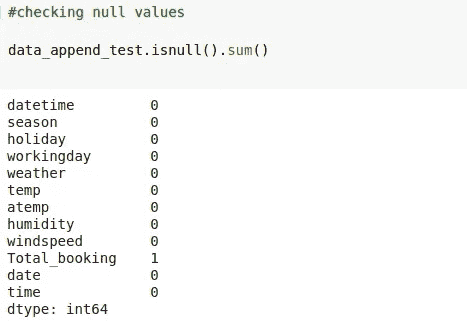 #checking null values
data_append_test.isnull().sum()
datetime 0
season 0
holiday 0
workingday 0
weather 0
temp 0
atemp 0
humidity 0
windspeed 0
Total_booking 1
date 0
time 0
dtype: int64